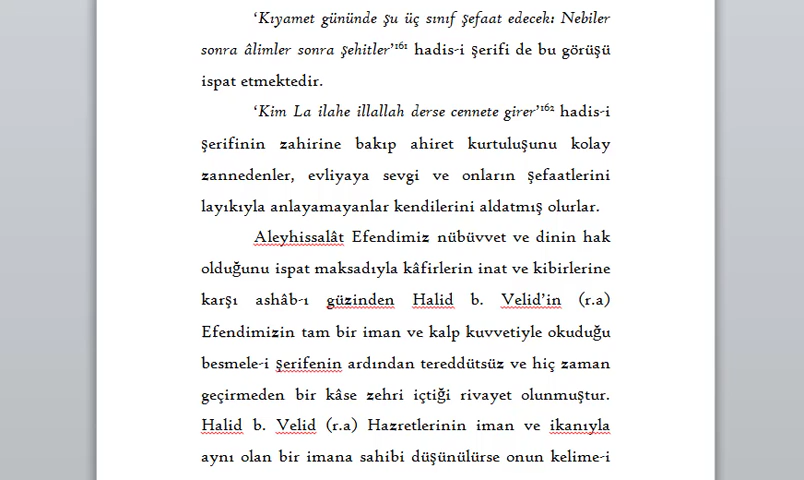 ‘Kıyamet gününde şu üç sınıf şefaat edecek: Nebiler
sonra âlimler sonra şehitler’¹⁶¹ hadis-i şerifi de bu görüşü
ispat etmektedir.
‘Kim La ilahe illallah derse cennete girer’¹⁶² hadis-i
şerifinin zahirine bakıp ahiret kurtuluşunu kolay
zannedenler, evliyaya sevgi ve onların şefaatlerini
layıkıyla anlayamayanlar kendilerini aldatmış olurlar.
Aleyhissalât Efendimiz nübüvvet ve dinin hak
olduğunu ispat maksadıyla kâfirlerin inat ve kibirlerine
karşı ashâb-ı güzinden Halid b. Velid’in (r.a)
Efendimizin tam bir iman ve kalp kuvvetiyle okuduğu
besmele-i şerifenin ardından tereddütsüz ve hiç zaman
geçirmeden bir kâse zehri içtiği rivayet olunmuştur.
Halid b. Velid (r.a) Hazretlerinin iman ve ikanıyla
aynı olan bir imana sahibi düşünülürse onun kelime-i